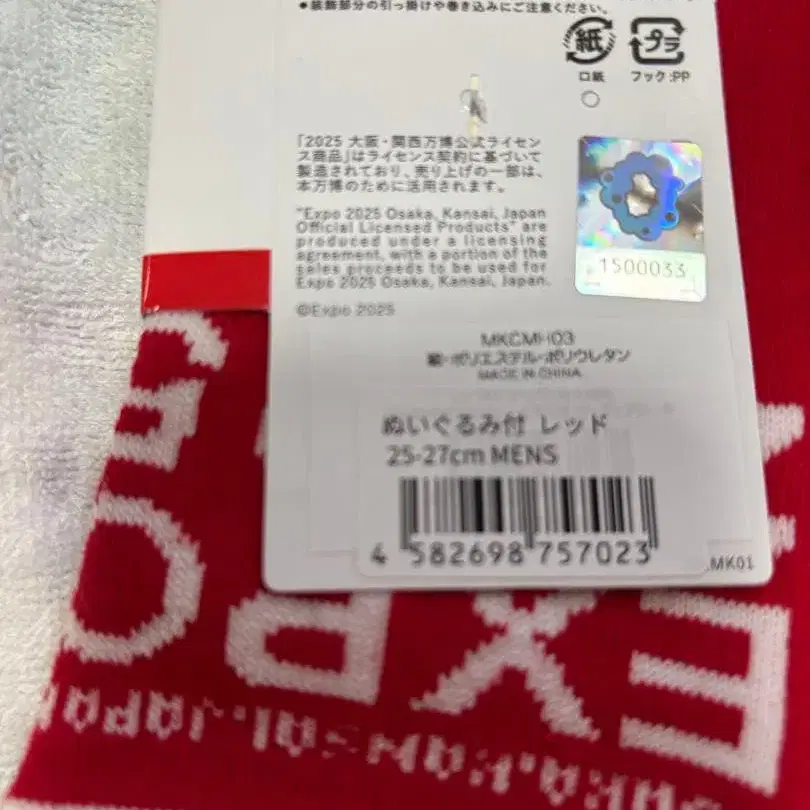 ●装飾部分の引っ掛けや巻き込みにご注意ください。
紙
プラ
口紙
フック:PP
「2025 大阪・関西万博公式ライセン
ス商品」はライセンス契約に基づいて
製造されており、売り上げの一部は、
本万博のために活用されます。
"Expo 2025 Osaka, Kansai, Japan
Official Licensed Products" are
produced under a licensing
agreement, with a portion of the
sales proceeds to be used for
Expo 2025 Osaka, Kansai, Japan.
©Expo 2025
1500033
MKCMH03
綿・ポリエステル・ポリウレタン
MADE IN CHINA
ぬいぐるみ付 レッド
25-27cm MENS
4 582698 757023
.MK01
EXPO